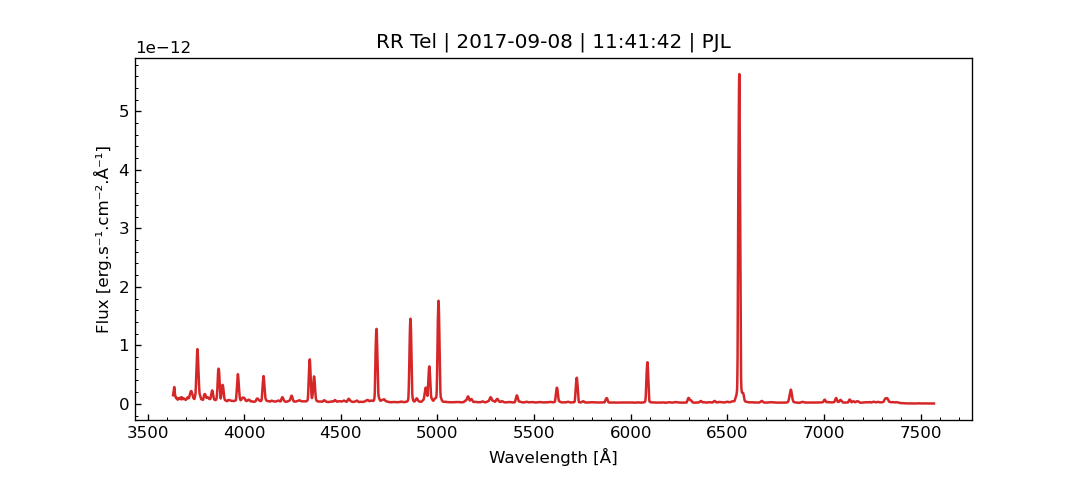 RR Tel | 2017-09-08 | 11:41:42 | PJL
1e−12
Flux [erg.s⁻¹.cm⁻².Å⁻¹]
5
4
3
2
1
0
3500 4000 4500 5000 5500 6000 6500 7000 7500
Wavelength [Å]